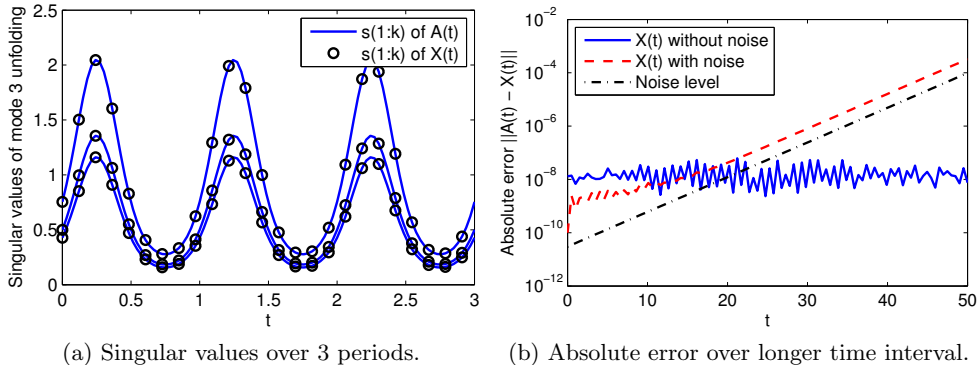 2.5
2
1.5
1
0.5
0
0
0.5
1
1.5
2
2.5
3
t
Singular values of mode 3 unfolding
s(1:k) of A(t)
s(1:k) of X(t)
(a) Singular values over 3 periods.
10^−2
10^−4
10^−6
10^−8
10^−10
10^−12
0
10
20
30
40
50
t
Absolute error ||A(t) − X(t)||
X(t) without noise
X(t) with noise
Noise level
(b) Absolute error over longer time interval.